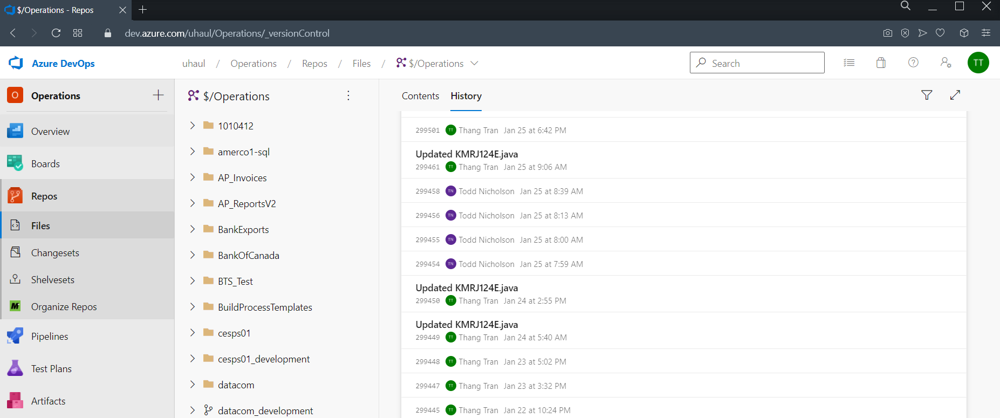 $/Operations - Repos
dev.azure.com/uhaul/Operations/_versionControl
Azure DevOps
uhaul / Operations / Repos / Files / $/Operations
Search
TT
O Operations
Overview
Boards
Repos
Files
Changesets
Shelvesets
M Organize Repos
Pipelines
Test Plans
Artifacts
$/Operations
1010412
amerco1-sql
AP_Invoices
AP_ReportsV2
BankExports
BankOfCanada
BTS_Test
BuildProcessTemplates
cesps01
cesps01_development
datacom
datacom_development
Contents History
299501 TT Thang Tran Jan 25 at 6:42 PM
Updated KMRJ124E.java
299461 TT Thang Tran Jan 25 at 9:06 AM
299458 TN Todd Nicholson Jan 25 at 8:39 AM
299456 TN Todd Nicholson Jan 25 at 8:13 AM
299455 TN Todd Nicholson Jan 25 at 8:00 AM
299454 TN Todd Nicholson Jan 25 at 7:59 AM
Updated KMRJ124E.java
299450 TT Thang Tran Jan 24 at 2:55 PM
Updated KMRJ124E.java
299449 TT Thang Tran Jan 24 at 5:40 AM
299448 TT Thang Tran Jan 23 at 5:02 PM
299447 TT Thang Tran Jan 23 at 3:32 PM
299445 TT Thang Tran Jan 22 at 10:24 PM